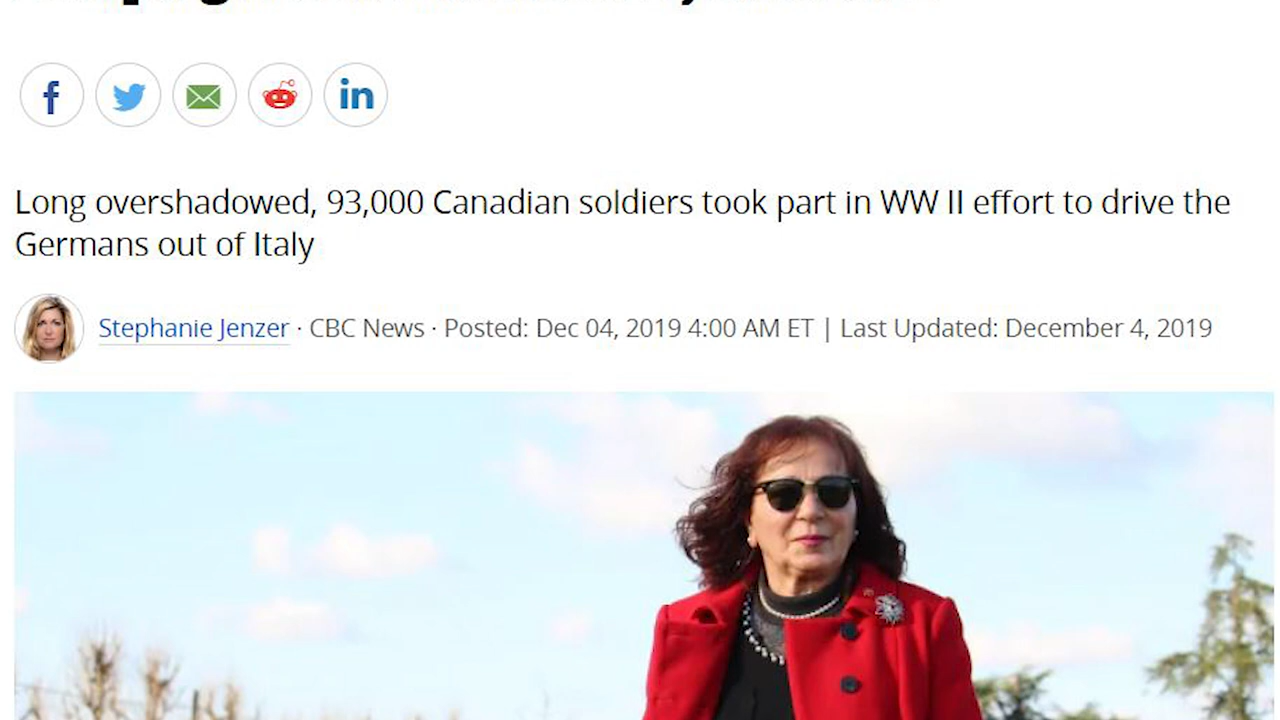 Long overshadowed, 93,000 Canadian soldiers took part in WW II effort to drive the
Germans out of Italy
Stephanie Jenzer · CBC News · Posted: Dec 04, 2019 4:00 AM ET | Last Updated: December 4, 2019